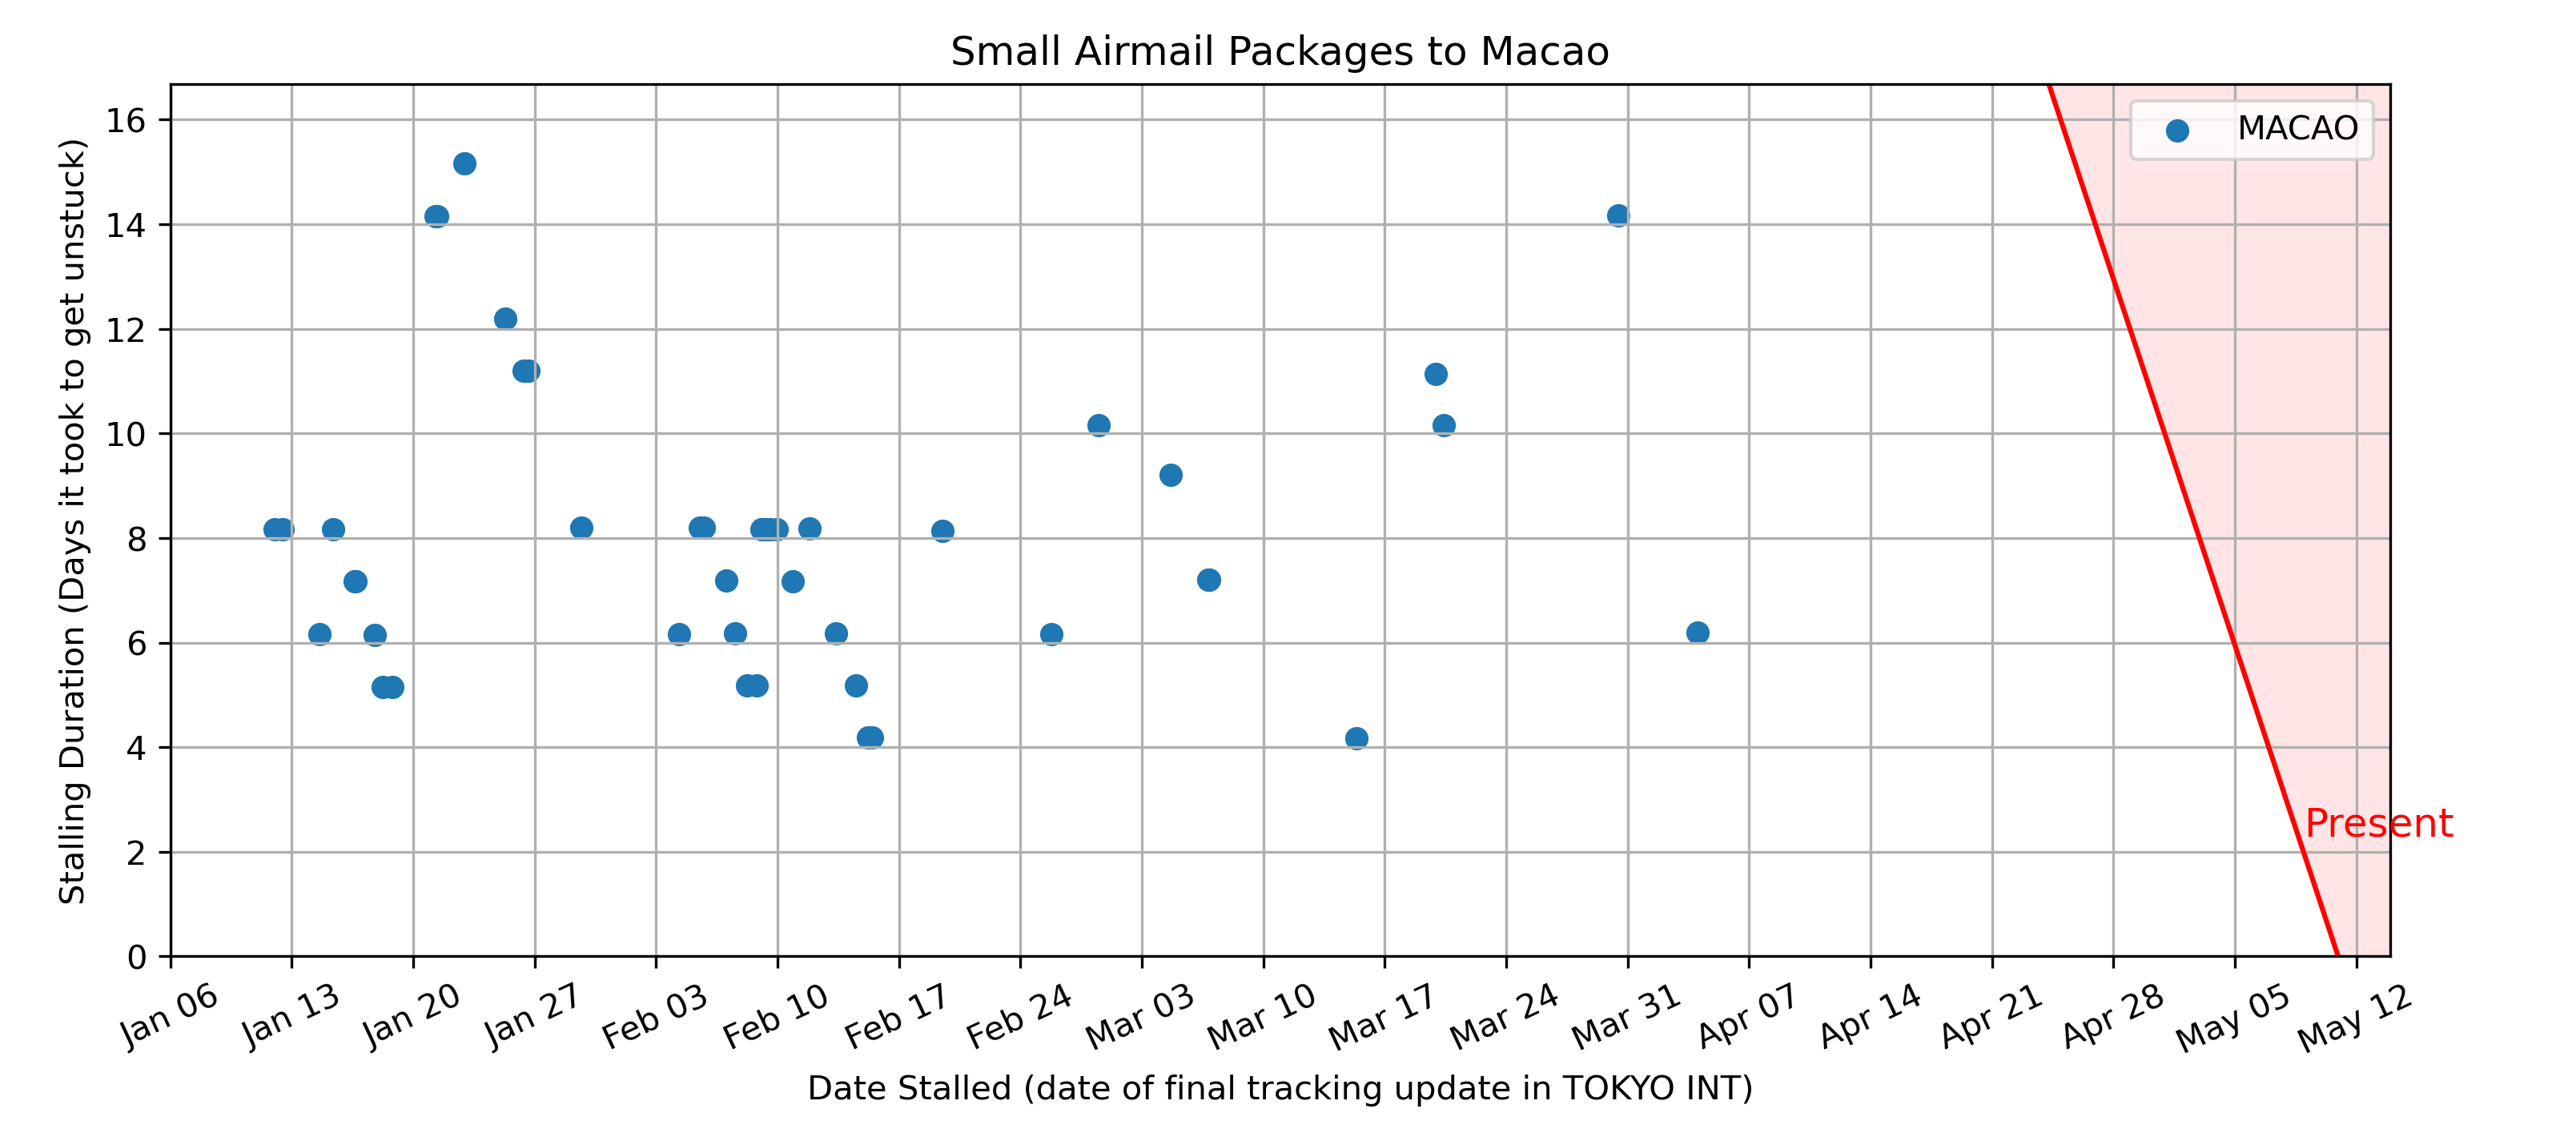 Small Airmail Packages to Macao
Stalling Duration (Days it took to get unstuck)
16
14
12
10
8
6
4
2
0
MACAO
Present
Jan 06
Jan 13
Jan 20
Jan 27
Feb 03
Feb 10
Feb 17
Feb 24
Mar 03
Mar 10
Mar 17
Mar 24
Mar 31
Apr 07
Apr 14
Apr 21
Apr 28
May 05
May 12
Date Stalled (date of final tracking update in TOKYO INT)